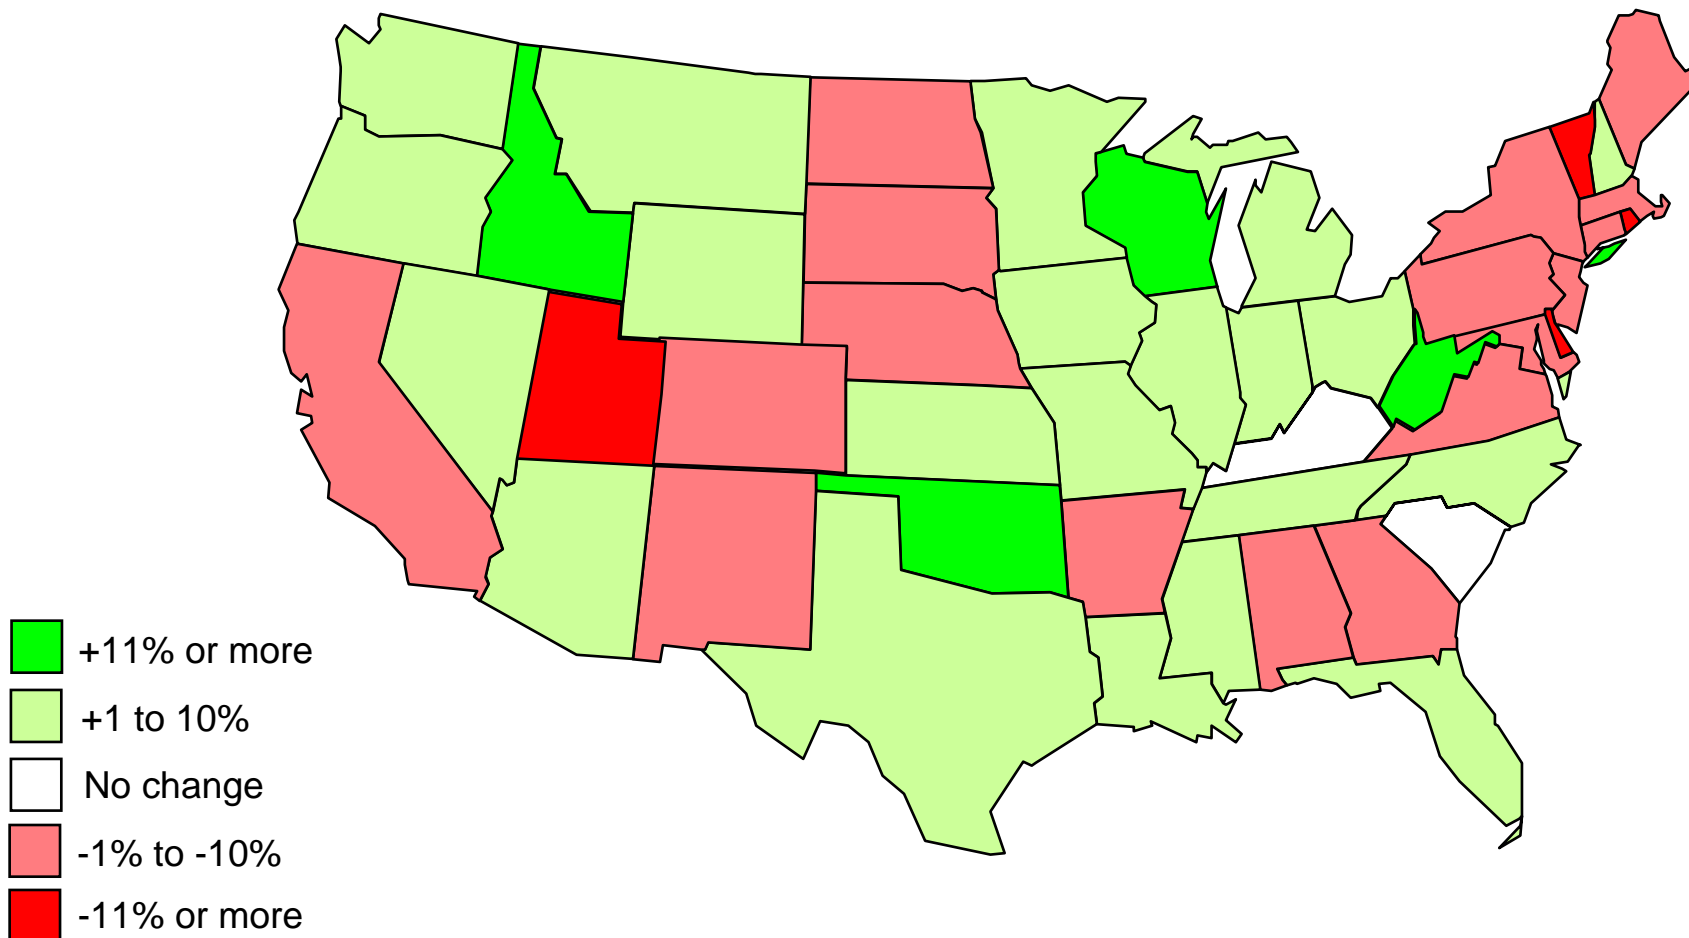 +11% or more
+1 to 10%
No change
-1% to -10%
-11% or more